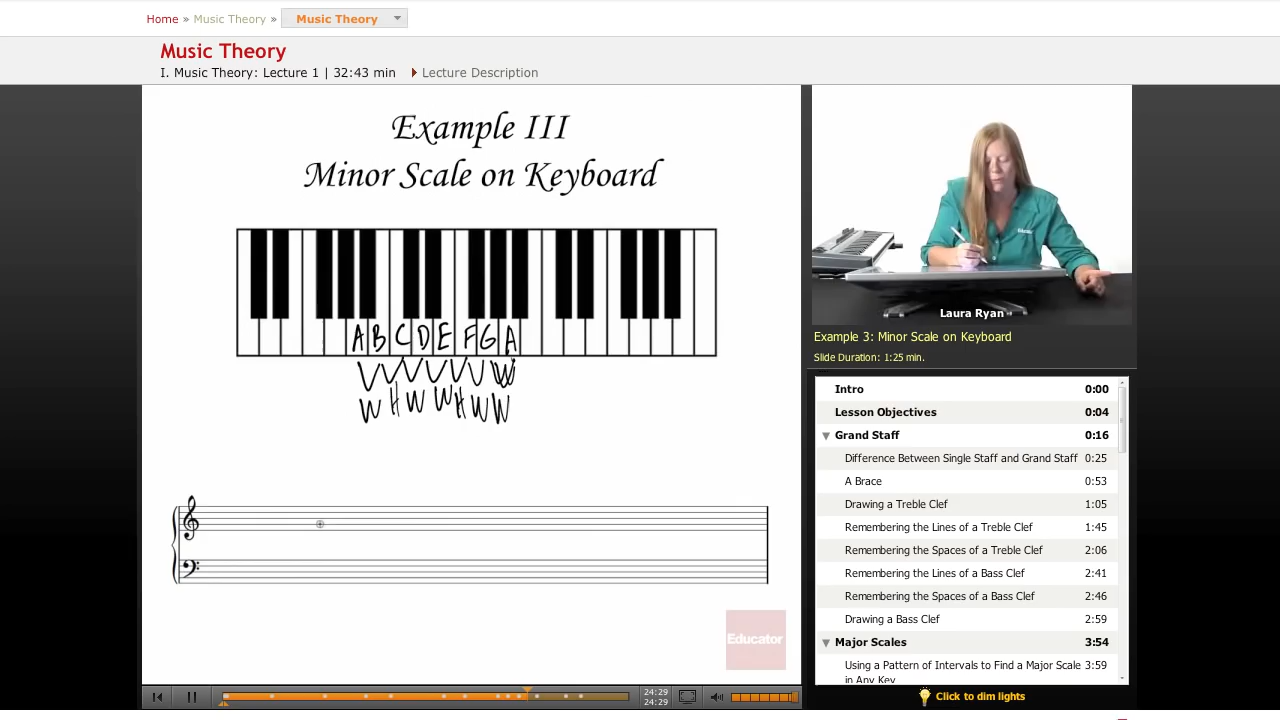 Home » Music Theory » Music Theory
Music Theory
I. Music Theory: Lecture 1 | 32:43 min Lecture Description
Example III
Minor Scale on Keyboard
A B C D E F G A
W H W W H W W
Educator
Laura Ryan
Example 3: Minor Scale on Keyboard
Slide Duration: 1:25 min.
Intro 0:00
Lesson Objectives 0:04
Grand Staff 0:16
Difference Between Single Staff and Grand Staff 0:25
A Brace 0:53
Drawing a Treble Clef 1:05
Remembering the Lines of a Treble Clef 1:45
Remembering the Spaces of a Treble Clef 2:06
Remembering the Lines of a Bass Clef 2:41
Remembering the Spaces of a Bass Clef 2:46
Drawing a Bass Clef 2:59
Major Scales 3:54
Using a Pattern of Intervals to Find a Major Scale 3:59
in Any Key
24:29
24:29
Click to dim lights